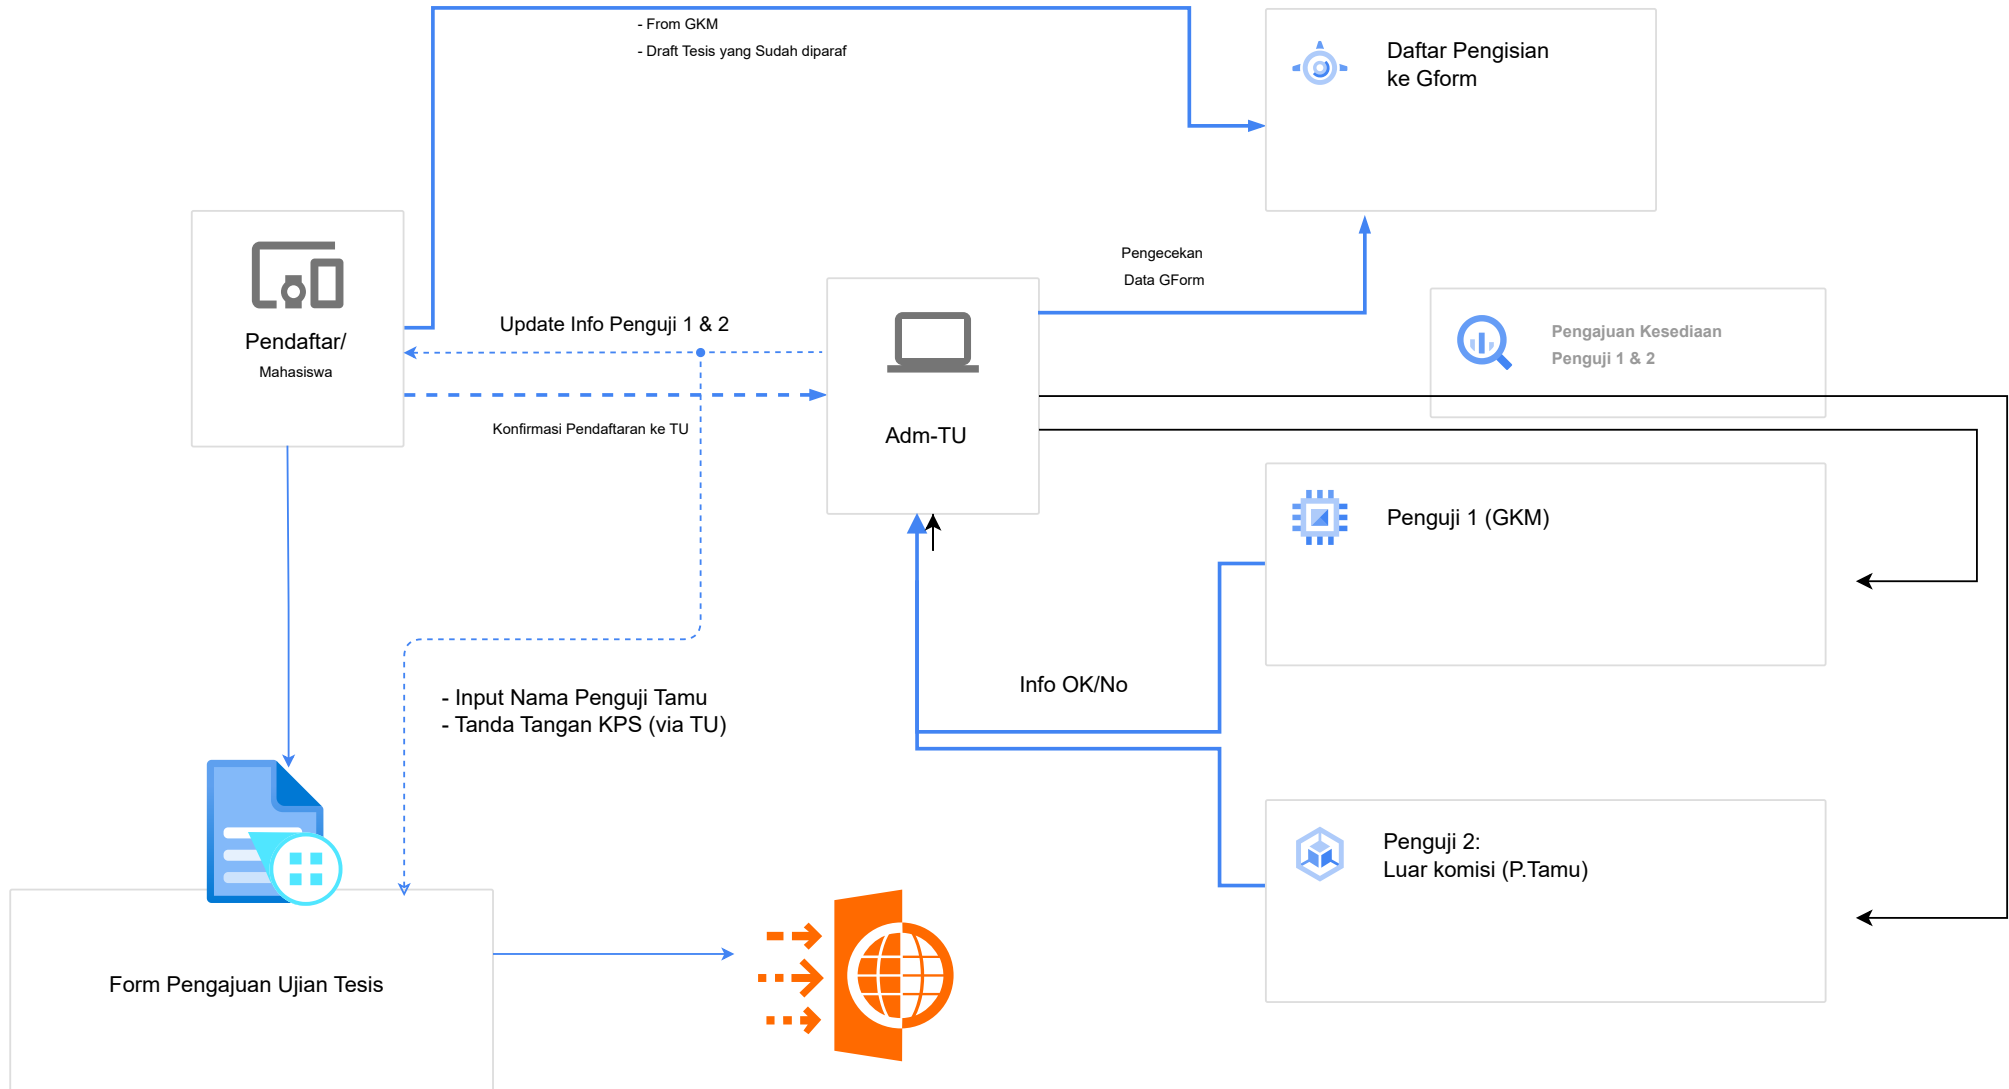 - From GKM
- Draft Tesis yang Sudah diparaf
Daftar Pengisian
ke Gform
Pendaftar/
Mahasiswa
Update Info Penguji 1 & 2
Konfirmasi Pendaftaran ke TU
Adm-TU
Pengecekan
Data GForm
Pengajuan Kesediaan
Penguji 1 & 2
Penguji 1 (GKM)
Info OK/No
- Input Nama Penguji Tamu
- Tanda Tangan KPS (via TU)
Penguji 2:
Luar komisi (P.Tamu)
Form Pengajuan Ujian Tesis